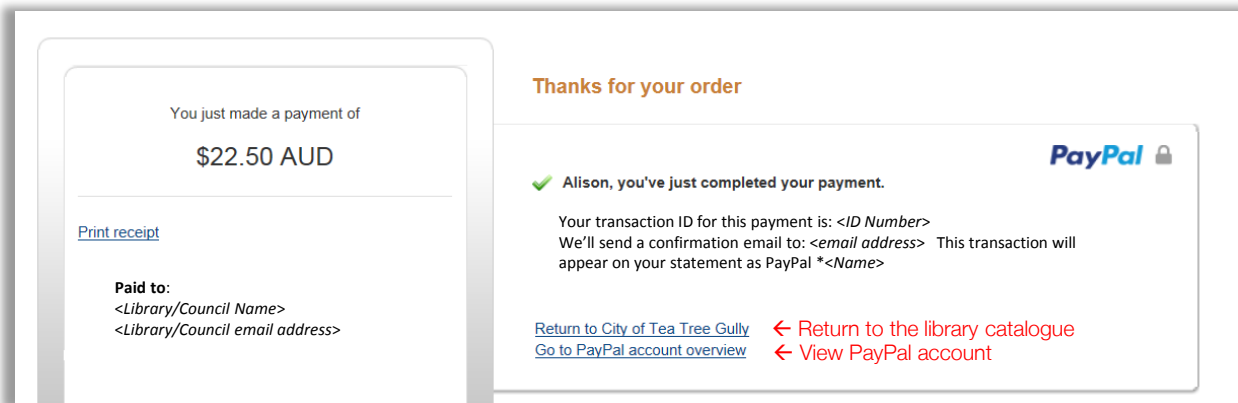 You just made a payment of
$22.50 AUD
Print receipt
Paid to:
<Library/Council Name>
<Library/Council email address>
Thanks for your order
PayPal
Alison, you've just completed your payment.
Your transaction ID for this payment is: <ID Number>
We'll send a confirmation email to: <email address>  This transaction will
appear on your statement as PayPal *<Name>
Return to City of Tea Tree Gully ← Return to the library catalogue
Go to PayPal account overview ← View PayPal account